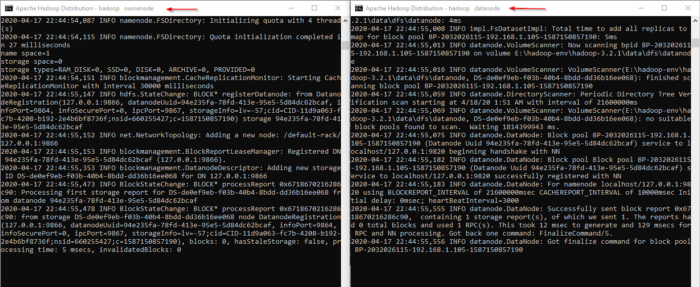 Apache Hadoop Distribution - hadoop namenode
2020-04-17 22:44:54,087 INFO namenode.FSDirectory: Initializing quota with 4 thread
(s)
2020-04-17 22:44:54,115 INFO namenode.FSDirectory: Quota initialization completed i
n 27 milliseconds
name space=1
storage space=0
storage types=RAM_DISK=0, SSD=0, DISK=0, ARCHIVE=0, PROVIDED=0
2020-04-17 22:44:54,151 INFO blockmanagement.CacheReplicationMonitor: Starting Cach
eReplicationMonitor with interval 30000 milliseconds
2020-04-17 22:44:55,147 INFO hdfs.StateChange: BLOCK* registerDatanode: from Datano
deRegistration(127.0.0.1:9866, datanodeUuid=94e235fa-78fd-413e-95e5-5d84dc62bcaf, i
nfoPort=9864, infoSecurePort=0, ipcPort=9867, storageInfo=lv=-57;cid=CID-11d9a063-f
c7b-4208-b192-2e4b6bf8736f;nsid=660255427;c=1587150857190) storage 94e235fa-78fd-41
3e-95e5-5d84dc62bcaf
2020-04-17 22:44:55,152 INFO net.NetworkTopology: Adding a new node: /default-rack/
127.0.0.1:9866
2020-04-17 22:44:55,153 INFO blockmanagement.BlockReportLeaseManager: Registered DN
94e235fa-78fd-413e-95e5-5d84dc62bcaf (127.0.0.1:9866).
2020-04-17 22:44:55,353 INFO blockmanagement.DatanodeDescriptor: Adding new storage
ID DS-de0ef9eb-f03b-40b4-8bdd-dd36b16ee068 for DN 127.0.0.1:9866
2020-04-17 22:44:55,473 INFO BlockStateChange: BLOCK* processReport 0x6718670216286
c90: Processing first storage report for DS-de0ef9eb-f03b-40b4-8bdd-dd36b16ee068 fr
om datanode 94e235fa-78fd-413e-95e5-5d84dc62bcaf
2020-04-17 22:44:55,478 INFO BlockStateChange: BLOCK* processReport 0x6718670216286
c90: from storage DS-de0ef9eb-f03b-40b4-8bdd-dd36b16ee068 node DatanodeRegistration
(127.0.0.1:9866, datanodeUuid=94e235fa-78fd-413e-95e5-5d84dc62bcaf, infoPort=9864,
infoSecurePort=0, ipcPort=9867, storageInfo=lv=-57;cid=CID-11d9a063-fc7b-4208-b192-
2e4b6bf8736f;nsid=660255427;c=1587150857190), blocks: 0, hasStaleStorage: false, pr
ocessing time: 5 msecs, invalidatedBlocks: 0
Apache Hadoop Distribution - hadoop datanode
.2.1\data\dfs\datanode: 4ms
2020-04-17 22:44:55,008 INFO impl.FsDatasetImpl: Total time to add all replicas to
map for block pool BP-2032026115-192.168.1.105-1587150857190: 5ms
2020-04-17 22:44:55,013 INFO datanode.VolumeScanner: Now scanning bpid BP-203202611
5-192.168.1.105-1587150857190 on volume E:\hadoop-env\hadoop-3.2.1\data\dfs\datanod
e
2020-04-17 22:44:55,016 INFO datanode.VolumeScanner: VolumeScanner(E:\hadoop-env\ha
doop-3.2.1\data\dfs\datanode, DS-de0ef9eb-f03b-40b4-8bdd-dd36b16ee068): finished sc
anning block pool BP-2032026115-192.168.1.105-1587150857190
2020-04-17 22:44:55,059 INFO datanode.DirectoryScanner: Periodic Directory Tree Ver
ification scan starting at 4/18/20 1:51 AM with interval of 21600000ms
2020-04-17 22:44:55,069 INFO datanode.VolumeScanner: VolumeScanner(E:\hadoop-env\ha
doop-3.2.1\data\dfs\datanode, DS-de0ef9eb-f03b-40b4-8bdd-dd36b16ee068): no suitable
block pools found to scan.  Waiting 1814399943 ms.
2020-04-17 22:44:55,075 INFO datanode.DataNode: Block pool BP-2032026115-192.168.1.
105-1587150857190 (Datanode Uuid 94e235fa-78fd-413e-95e5-5d84dc62bcaf) service to l
ocalhost/127.0.0.1:9820 beginning handshake with NN
2020-04-17 22:44:55,182 INFO datanode.DataNode: Block pool Block pool BP-2032026115
-192.168.1.105-1587150857190 (Datanode Uuid 94e235fa-78fd-413e-95e5-5d84dc62bcaf) s
ervice to localhost/127.0.0.1:9820 successfully registered with NN
2020-04-17 22:44:55,183 INFO datanode.DataNode: For namenode localhost/127.0.0.1:98
20 using BLOCKREPORT_INTERVAL of 21600000msec CACHEREPORT_INTERVAL of 10000msec Ini
tial delay: 0msec; heartBeatInterval=3000
2020-04-17 22:44:55,555 INFO datanode.DataNode: Successfully sent block report 0x67
18670216286c90,  containing 1 storage report(s), of which we sent 1. The reports ha
d 0 total blocks and used 1 RPC(s). This took 12 msec to generate and 129 msecs for
RPC and NN processing. Got back one command: FinalizeCommand/5.
2020-04-17 22:44:55,556 INFO datanode.DataNode: Got finalize command for block pool
BP-2032026115-192.168.1.105-1587150857190